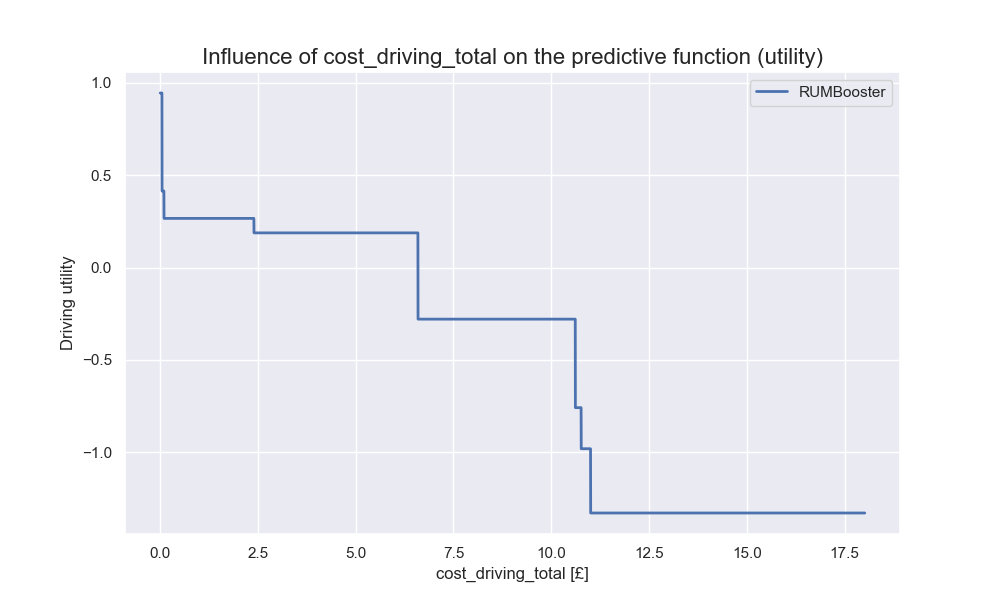 Influence of cost_driving_total on the predictive function (utility)
RUMBooster
1.0
0.5
0.0
−0.5
−1.0
Driving utility
0.0 2.5 5.0 7.5 10.0 12.5 15.0 17.5
cost_driving_total [£]